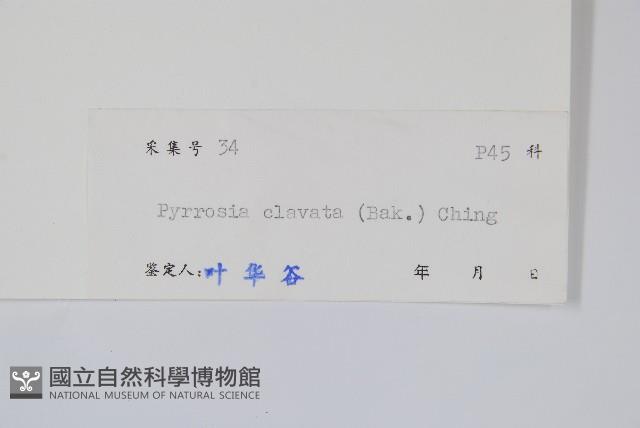 采集号 34 P45 科
Pyrrosia clavata (Bak.) Ching
鉴定人: 叶华谷 年 月 日
國立自然科學博物館
NATIONAL MUSEUM OF NATURAL SCIENCE